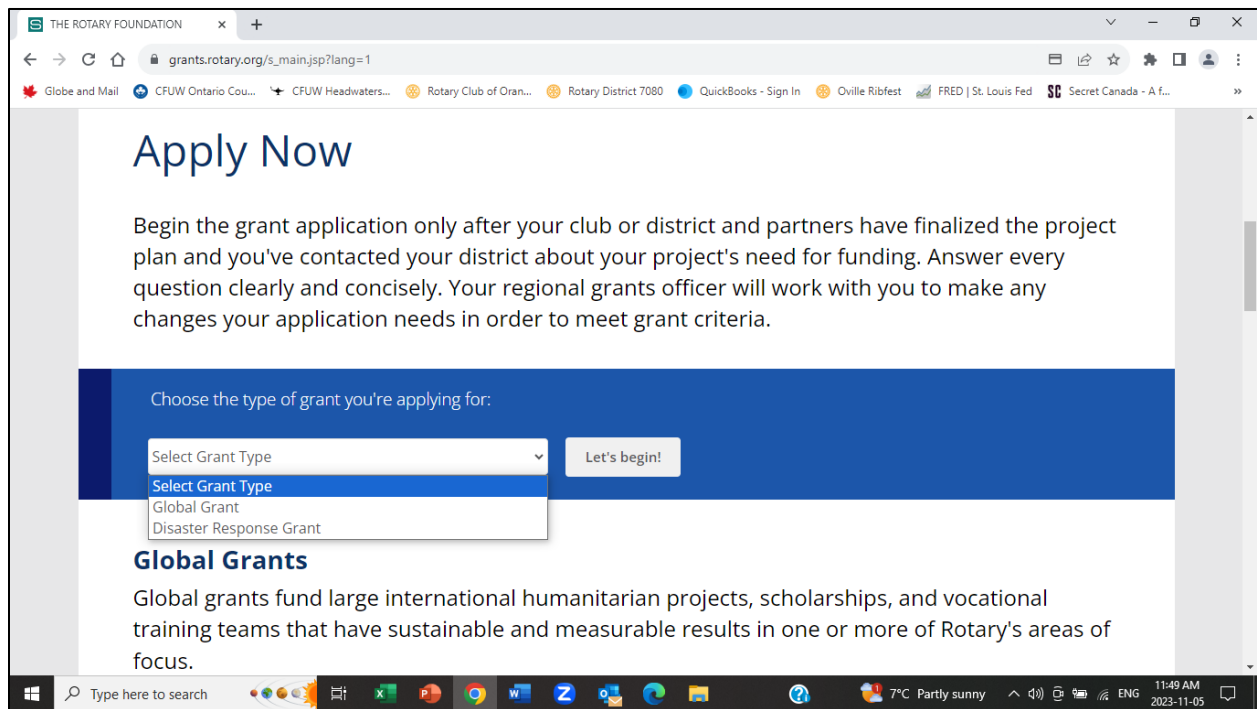 THE ROTARY FOUNDATION
grants.rotary.org/s_main.jsp?lang=1
Globe and Mail CFUW Ontario Cou... CFUW Headwaters... Rotary Club of Oran... Rotary District 7080 QuickBooks - Sign In Oville Ribfest FRED | St. Louis Fed SC Secret Canada - A f... »
Apply Now
Begin the grant application only after your club or district and partners have finalized the project
plan and you've contacted your district about your project's need for funding. Answer every
question clearly and concisely. Your regional grants officer will work with you to make any
changes your application needs in order to meet grant criteria.
Choose the type of grant you're applying for:
Select Grant Type Let's begin!
Select Grant Type
Global Grant
Disaster Response Grant
Global Grants
Global grants fund large international humanitarian projects, scholarships, and vocational
training teams that have sustainable and measurable results in one or more of Rotary's areas of
focus.
Type here to search 7°C Partly sunny ENG 11:49 AM
2023-11-05